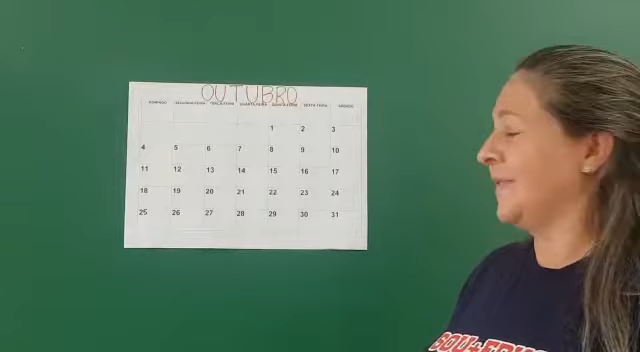 OUTUBRO
DOMINGO SEGUNDA-FEIRA TERÇA-FEIRA QUARTA-FEIRA QUINTA-FEIRA SEXTA-FEIRA SÁBADO
1 2 3
4 5 6 7 8 9 10
11 12 13 14 15 16 17
18 19 20 21 22 23 24
25 26 27 28 29 30 31